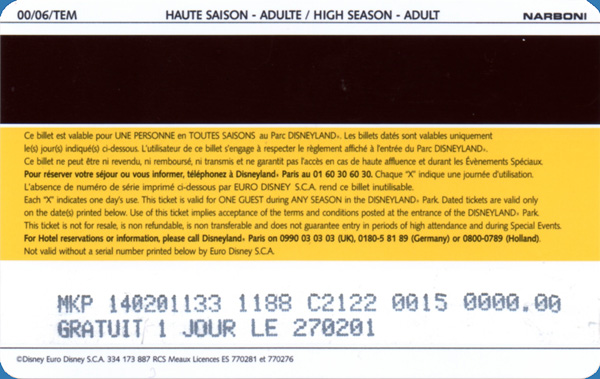 00/06/TEM HAUTE SAISON - ADULTE / HIGH SEASON - ADULT NARBONI
Ce billet est valable pour UNE PERSONNE en TOUTES SAISONS au Parc DISNEYLAND®. Les billets datés sont valables uniquement
le(s) jour(s) indiqué(s) ci-dessous. L'utilisateur de ce billet s'engage à respecter le règlement affiché à l'entrée du Parc DISNEYLAND®.
Ce billet ne peut être ni revendu, ni remboursé, ni transmis et ne garantit pas l'accès en cas de haute affluence et durant les Évènements Spéciaux.
Pour réserver votre séjour ou vous informer, téléphonez à Disneyland® Paris au 01 60 30 60 30. Chaque "X" indique une journée d'utilisation.
L'absence de numéro de série imprimé ci-dessous par EURO DISNEY S.C.A. rend ce billet inutilisable.
Each "X" indicates one day's use. This ticket is valid for ONE GUEST during ANY SEASON in the DISNEYLAND® Park. Dated tickets are valid only
on the date(s) printed below. Use of this ticket implies acceptance of the terms and conditions posted at the entrance of the DISNEYLAND® Park.
This ticket is not for resale, is non refundable, is non transferable and does not guarantee entry in periods of high attendance and during Special Events.
For Hotel reservations or information, please call Disneyland® Paris on 0990 03 03 03 (UK), 0180-5 81 89 (Germany) or 0800-0789 (Holland).
Not valid without a serial number printed below by Euro Disney S.C.A.
MKP 140201133 1188 C2122 0015 0000.00
GRATUIT 1 JOUR LE 270201
©Disney Euro Disney S.C.A. 334 173 887 RCS Meaux Licences ES 770281 et 770276